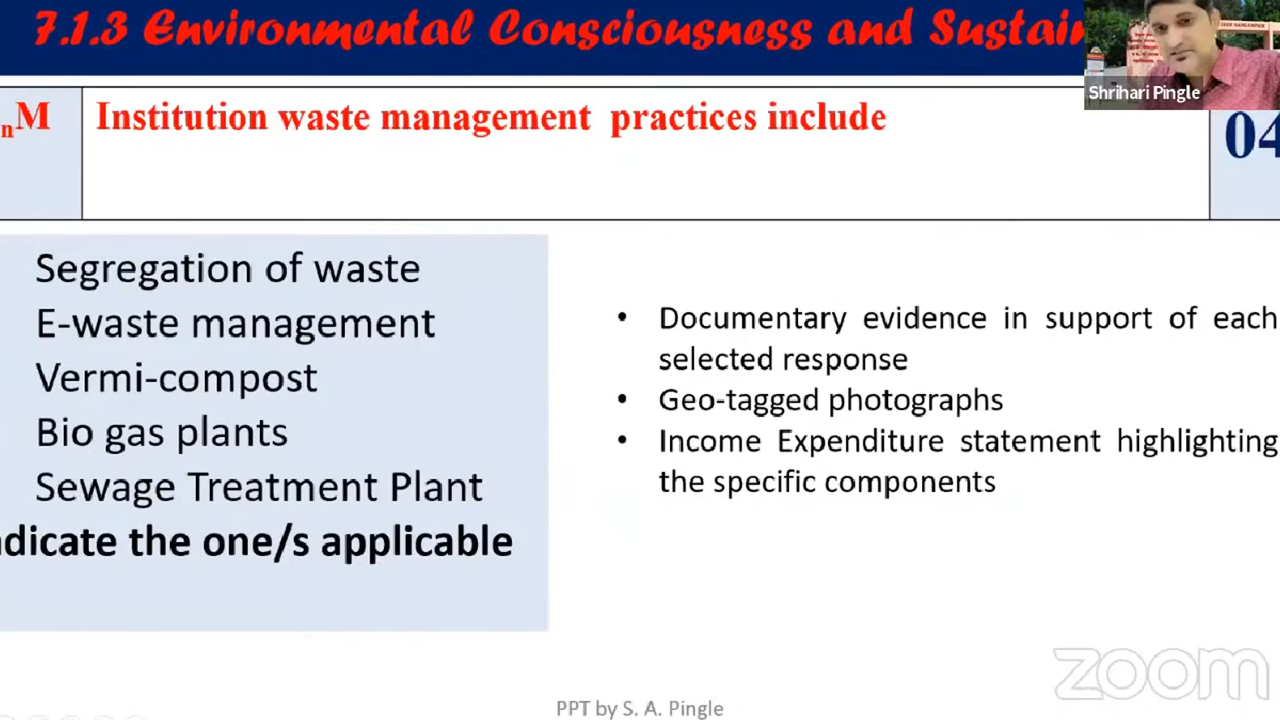 7.1.3 Environmental Consciousness and Sustain
Shrihari Pingle
nM
Institution waste management practices include
04
Segregation of waste
E-waste management
Vermi-compost
Bio gas plants
Sewage Treatment Plant
ndicate the one/s applicable
• Documentary evidence in support of each
selected response
• Geo-tagged photographs
• Income Expenditure statement highlighting
the specific components
zoom
PPT by S. A. Pingle